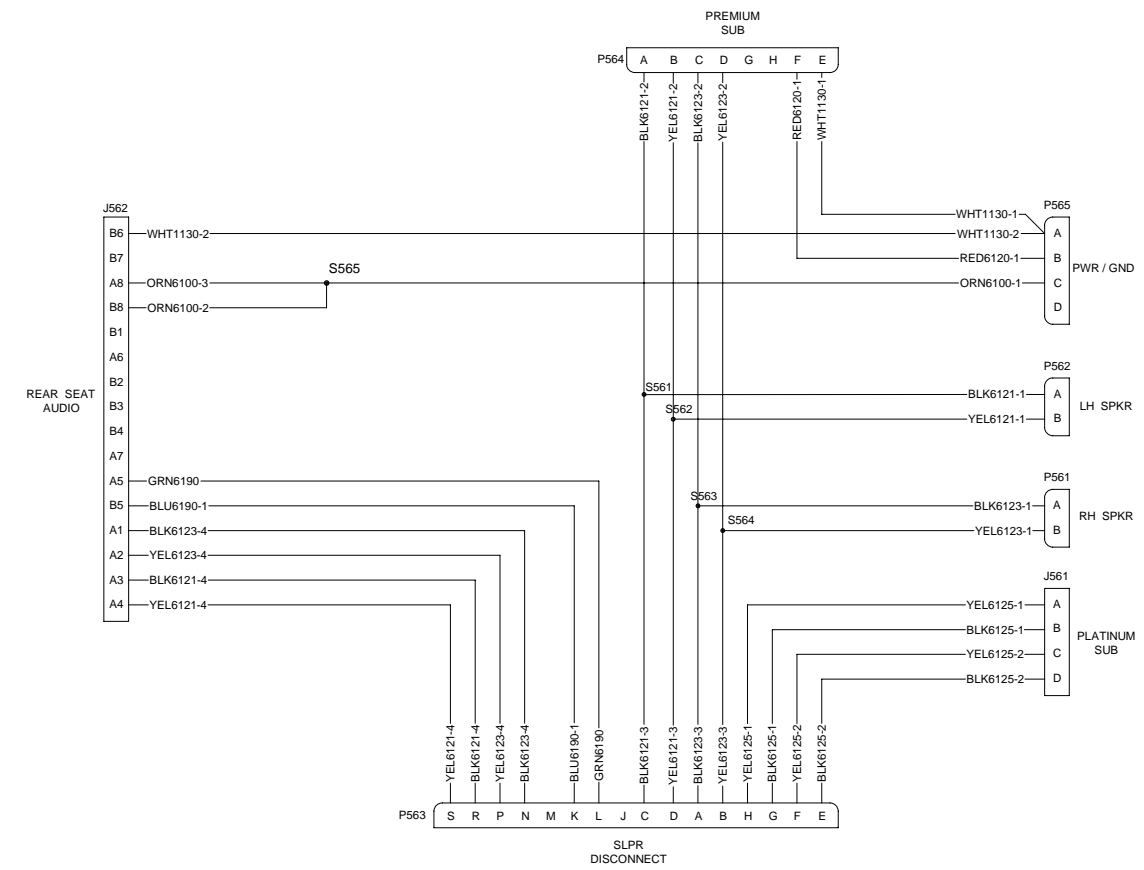 PREMIUM
SUB
P564 A B C D G H F E
BLK6121-2
YEL6121-2
BLK6123-2
YEL6123-2
RED6120-1
WHT1130-1
J562
B6 WHT1130-2
B7
A8 ORN6100-3
B8 ORN6100-2
B1
A6
B2
B3
B4
A7
A5 GRN6190
B5 BLU6190-1
A1 BLK6123-4
A2 YEL6123-4
A3 BLK6121-4
A4 YEL6121-4
REAR SEAT
AUDIO
S565
S561
S562
S563
S564
P565
WHT1130-1
WHT1130-2 A
RED6120-1 B
ORN6100-1 C
D
PWR / GND
P562
BLK6121-1 A
YEL6121-1 B
LH SPKR
P561
BLK6123-1 A
YEL6123-1 B
RH SPKR
J561
YEL6125-1 A
BLK6125-1 B
YEL6125-2 C
BLK6125-2 D
PLATINUM
SUB
YEL6121-4
BLK6121-4
YEL6123-4
BLK6123-4
BLU6190-1
GRN6190
BLK6121-3
YEL6121-3
BLK6123-3
YEL6123-3
YEL6125-1
BLK6125-1
YEL6125-2
BLK6125-2
P563 S R P N M K L J C D A B H G F E
SLPR
DISCONNECT